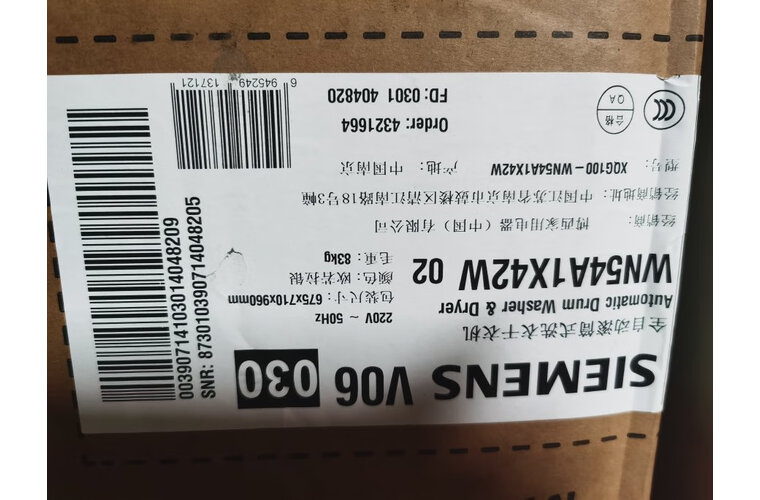 SIEMENS V06 030
全自动滚筒式洗衣干衣机
Automatic Drum Washer & Dryer
220V ~ 50Hz
WN54A1X42W 02
包装尺寸: 675x710x960mm
颜色: 欧若拉银
毛重: 83kg
经销商: 博西家用电器（中国）有限公司
经销商地址: 中国江苏省南京市鼓楼区清江南路18号3幢
型号: XQG100-WN54A1X42W 产地: 中国南京
Order: 4321664
FD: 0301 404820
CCC
合格
QA
6 945249 137121
00390714103014048209
SNR: 873010390714048205